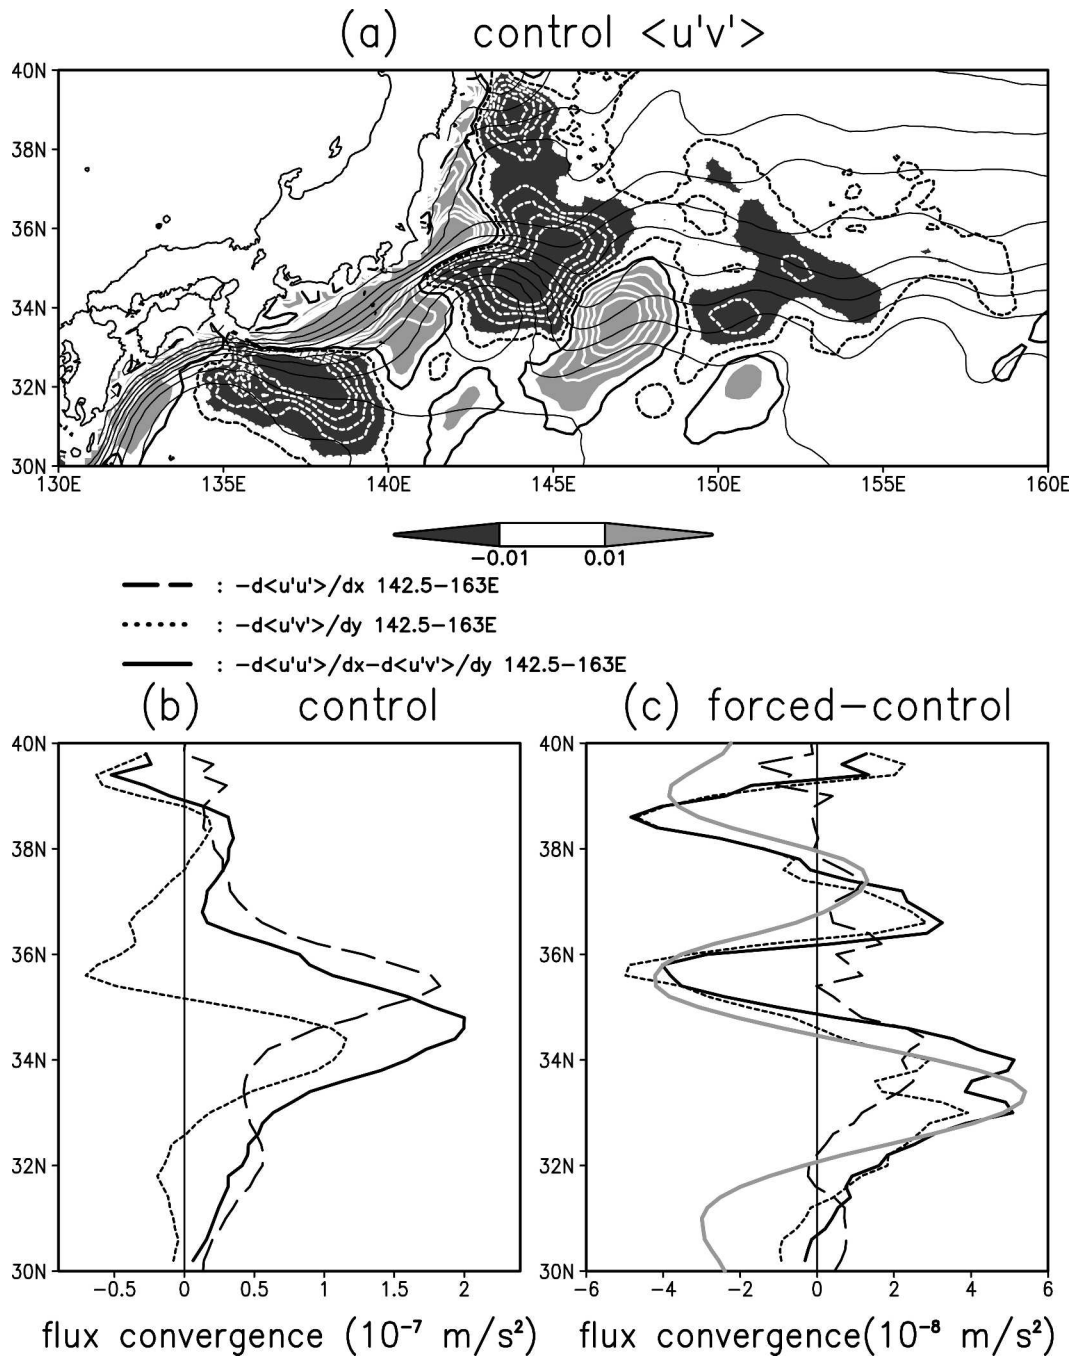 (a) control <u'v'>
40N
38N
36N
34N
32N
30N
130E 135E 140E 145E 150E 155E 160E
-0.01 0.01
: -d<u'u'>/dx 142.5-163E
: -d<u'v'>/dy 142.5-163E
: -d<u'u'>/dx-d<u'v'>/dy 142.5-163E
(b) control
40N
38N
36N
34N
32N
30N
-0.5 0 0.5 1 1.5 2
flux convergence (10⁻⁷ m/s²)
(c) forced-control
40N
38N
36N
34N
32N
30N
-6 -4 -2 0 2 4 6
flux convergence(10⁻⁸ m/s²)